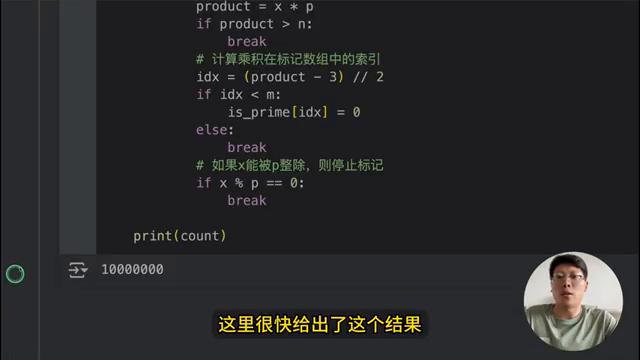 product = x * p
if product > n:
break
# 计算乘积在标记数组中的索引
idx = (product - 3) // 2
if idx < m:
is_prime[idx] = 0
else:
break
# 如果x能被p整除，则停止标记
if x % p == 0:
break
print(count)
10000000
这里很快给出了这个结果